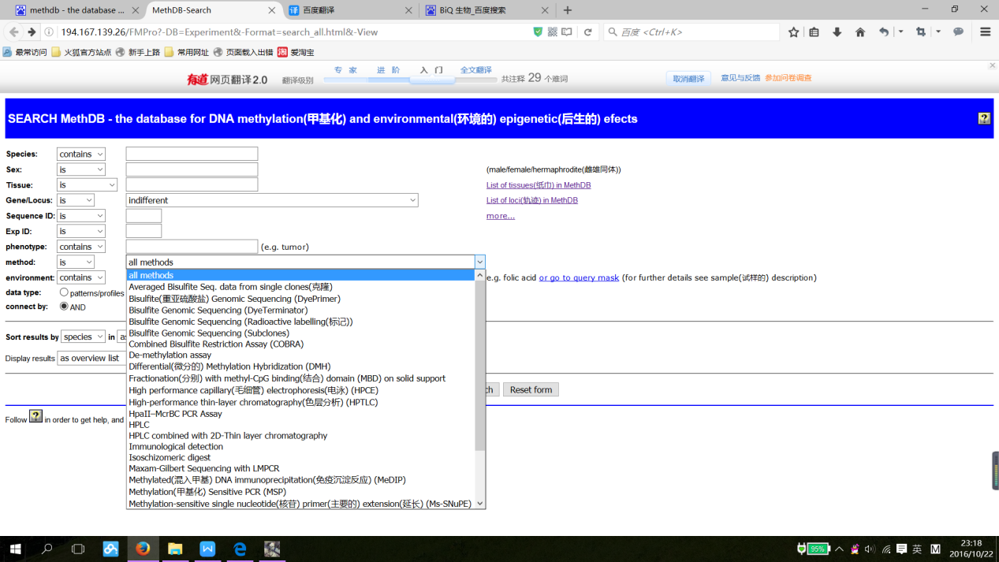 methdb - the database ... MethDB-Search 百度翻译 BiQ 生物_百度搜索
194.167.139.26/FMPro?-DB=Experiment&-Format=search_all.html&-View 百度 <Ctrl+K>
最常访问 火狐官方站点 新手上路 常用网址 页面载入出错 爱淘宝
有道 网页翻译2.0 翻译级别 专 家 进 阶 入 门 全文翻译 共注释 29 个难词 取消翻译 意见与反馈 参加问卷调查
SEARCH MethDB - the database for DNA methylation(甲基化) and environmental(环境的) epigenetic(后生的) efects
Species: contains
Sex: is (male/female/hermaphrodite(雌雄同体))
Tissue: is List of tissues(纸巾) in MethDB
Gene/Locus: is indifferent List of loci(轨迹) in MethDB
Sequence ID: is more...
Exp ID: is
phenotype: contains (e.g. tumor)
method: is all methods
environment: contains e.g. folic acid or go to query mask (for further details see sample(试样的) description)
data type: patterns/profiles
connect by: AND
all methods
Averaged Bisulfite Seq. data from single clones(克隆)
Bisulfite(重亚硫酸盐) Genomic Sequencing (DyePrimer)
Bisulfite Genomic Sequencing (DyeTerminator)
Bisulfite Genomic Sequencing (Radioactive labelling(标记))
Bisulfite Genomic Sequencing (Subclones)
Combined Bisulfite Restriction Assay (COBRA)
De-methylation assay
Differential(微分的) Methylation Hybridization (DMH)
Fractionation(分别) with methyl-CpG binding(结合) domain (MBD) on solid support
High performance capillary(毛细管) electrophoresis(电泳) (HPCE)
High-performance thin-layer chromatography(色层分析) (HPTLC)
HpaII–McrBC PCR Assay
HPLC
HPLC combined with 2D-Thin layer chromatography
Immunological detection
Isoschizomeric digest
Maxam-Gilbert Sequencing with LMPCR
Methylated(混入甲基) DNA immunoprecipitation(免疫沉淀反应) (MeDIP)
Methylation(甲基化) Sensitive PCR (MSP)
Methylation-sensitive single nucleotide(核苷) primer(主要的) extension(延长) (Ms-SNuPE)
Sort results by species in as
Display results as overview list
ch Reset form
Follow in order to get help, and
95% 英 M 23:18
2016/10/22